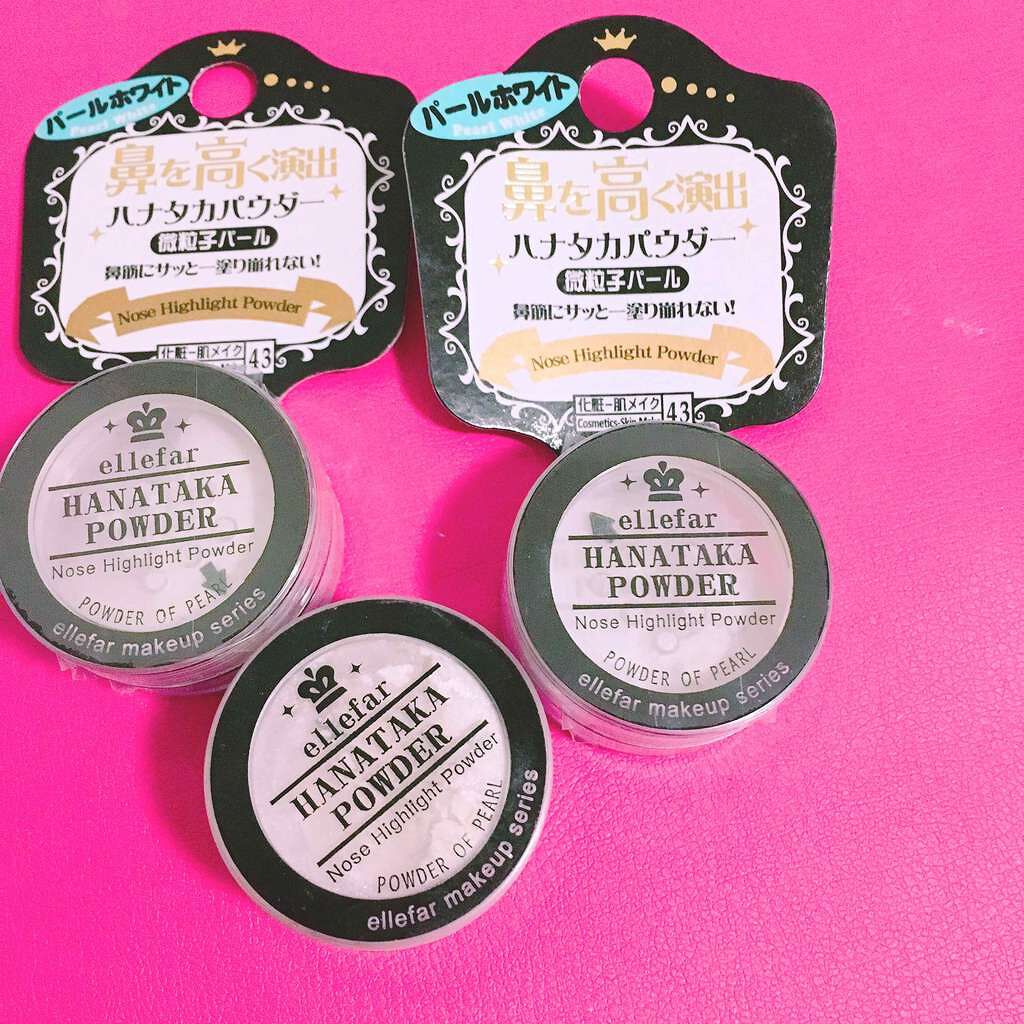 パールホワイト
Pearl White
鼻を高く演出
ハナタカパウダー
微粒子パール
鼻筋にサッと一塗り崩れない!
Nose Highlight Powder
化粧-肌メイク
43
ellefar
HANATAKA
POWDER
Nose Highlight Powder
POWDER OF PEARL
ellefar makeup series
パールホワイト
Pearl White
鼻を高く演出
ハナタカパウダー
微粒子パール
鼻筋にサッと一塗り崩れない!
Nose Highlight Powder
化粧-肌メイク
43
Cosmetics-Skin
ellefar
HANATAKA
POWDER
Nose Highlight Powder
POWDER OF PEARL
ellefar makeup series
ellefar
HANATAKA
POWDER
Nose Highlight Powder
POWDER OF PEARL
ellefar makeup series